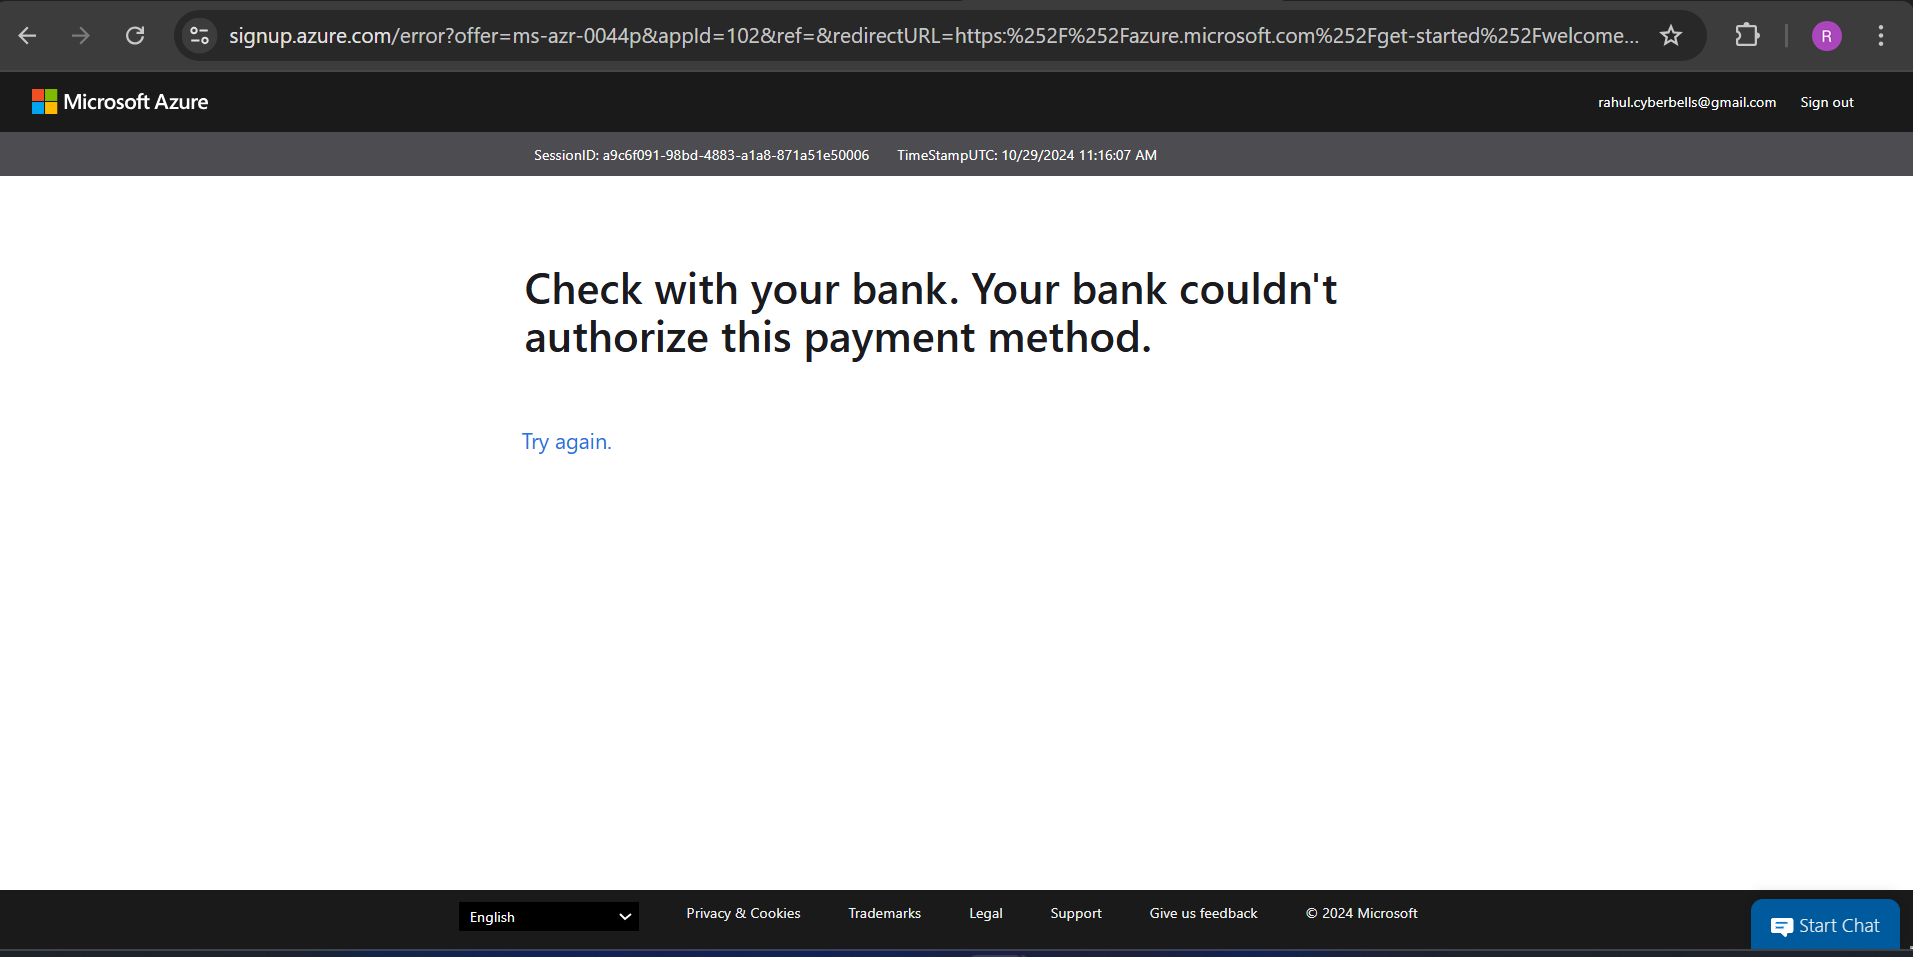 signup.azure.com/error?offer=ms-azr-0044p&appId=102&ref=&redirectURL=https:%252F%252Fazure.microsoft.com%252Fget-started%252Fwelcome...
R
Microsoft Azure
rahul.cyberbells@gmail.com Sign out
SessionID: a9c6f091-98bd-4883-a1a8-871a51e50006 TimeStampUTC: 10/29/2024 11:16:07 AM
Check with your bank. Your bank couldn't
authorize this payment method.
Try again.
English Privacy & Cookies Trademarks Legal Support Give us feedback © 2024 Microsoft
Start Chat